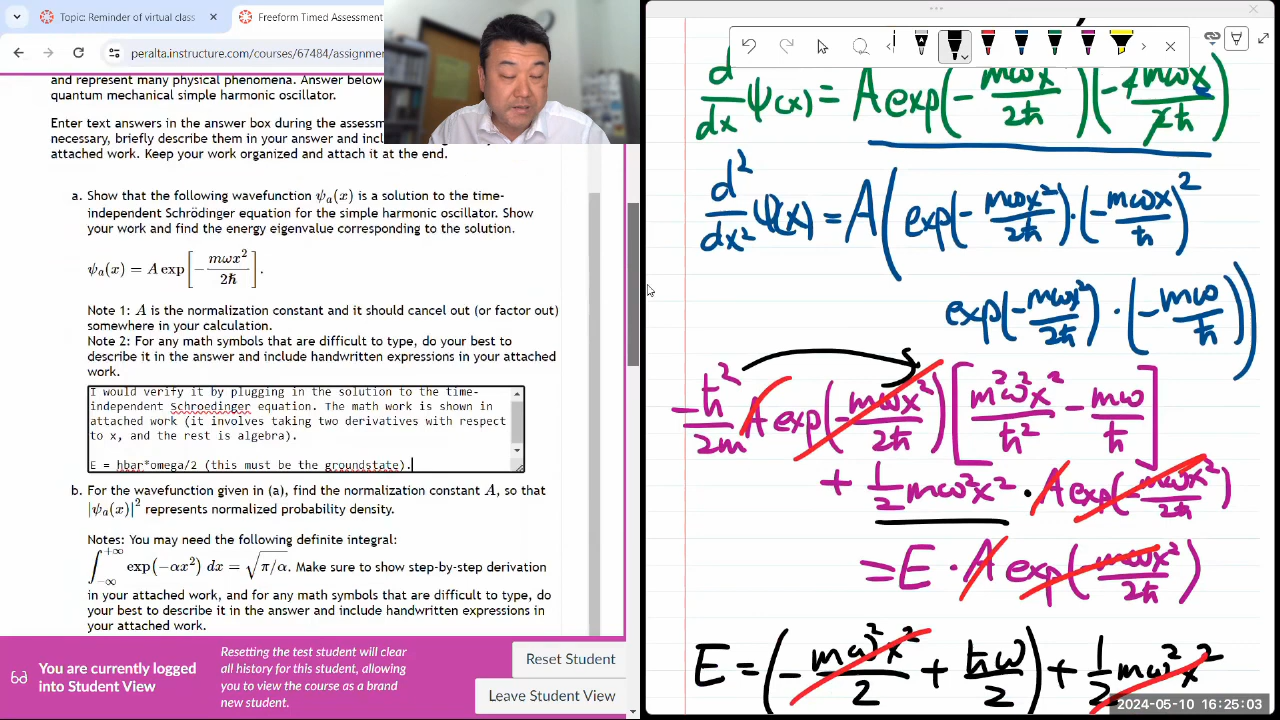 Topic: Reminder of virtual class
Freeform Timed Assessment
peralta.instructure.com/courses/67481/assignment
and represent many physical phenomena. Answer below
quantum mechanical simple harmonic oscillator.
Enter text answers in the answer box during the assessm
necessary, briefly describe them in your answer and inclu
attached work. Keep your work organized and attach it at the end.
a. Show that the following wavefunction ψₐ(x) is a solution to the time-
independent Schrödinger equation for the simple harmonic oscillator. Show
your work and find the energy eigenvalue corresponding to the solution.
ψₐ(x) = A exp[−mωx²/2ℏ].
Note 1: A is the normalization constant and it should cancel out (or factor out)
somewhere in your calculation.
Note 2: For any math symbols that are difficult to type, do your best to
describe it in the answer and include handwritten expressions in your attached
work.
I would verify it by plugging in the solution to the time-
independent Schroedinger equation. The math work is shown in
attached work (it involves taking two derivatives with respect
to x, and the rest is algebra).
E = hbar*omega/2 (this must be the groundstate).
b. For the wavefunction given in (a), find the normalization constant A, so that
|ψₐ(x)|² represents normalized probability density.
Notes: You may need the following definite integral:
∫₋∞⁺∞ exp(−αx²) dx = √(π/α). Make sure to show step-by-step derivation
in your attached work, and for any math symbols that are difficult to type, do
your best to describe it in the answer and include handwritten expressions in
your attached work.
You are currently logged
into Student View
Resetting the test student will clear
all history for this student, allowing
you to view the course as a brand
new student.
Reset Student
Leave Student View
d/dx ψ(x) = A exp(−mωx/2ℏ)(−2mωx/2ℏ)
d²/dx² ψ(x) = A(exp(−mωx²/2ℏ)·(−mωx/ℏ)²
exp(−mωx²/2ℏ)·(−mω/ℏ))
−ℏ²/2m A exp(−mωx²/2ℏ)[m²ω²x²/ℏ² − mω/ℏ]
+ 1/2 mω²x² · A exp(−mωx²/2ℏ)
= E · A exp(−mωx²/2ℏ)
E = (−mω²x²/2 + ℏω/2) + 1/2 mω²x²
2024-05-10 16:25:03